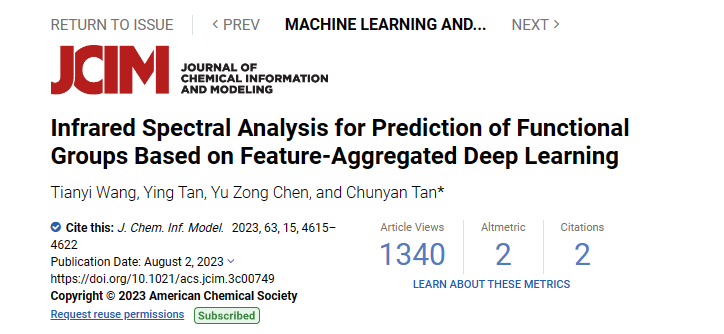 RETURN TO ISSUE < PREV MACHINE LEARNING AND... NEXT >
JCIM JOURNAL OF
CHEMICAL INFORMATION
AND MODELING
Infrared Spectral Analysis for Prediction of Functional
Groups Based on Feature-Aggregated Deep Learning
Tianyi Wang, Ying Tan, Yu Zong Chen, and Chunyan Tan*
Cite this: J. Chem. Inf. Model. 2023, 63, 15, 4615–
4622
Publication Date: August 2, 2023
https://doi.org/10.1021/acs.jcim.3c00749
Copyright © 2023 American Chemical Society
Request reuse permissions Subscribed
Article Views Altmetric Citations
1340 2 2
LEARN ABOUT THESE METRICS